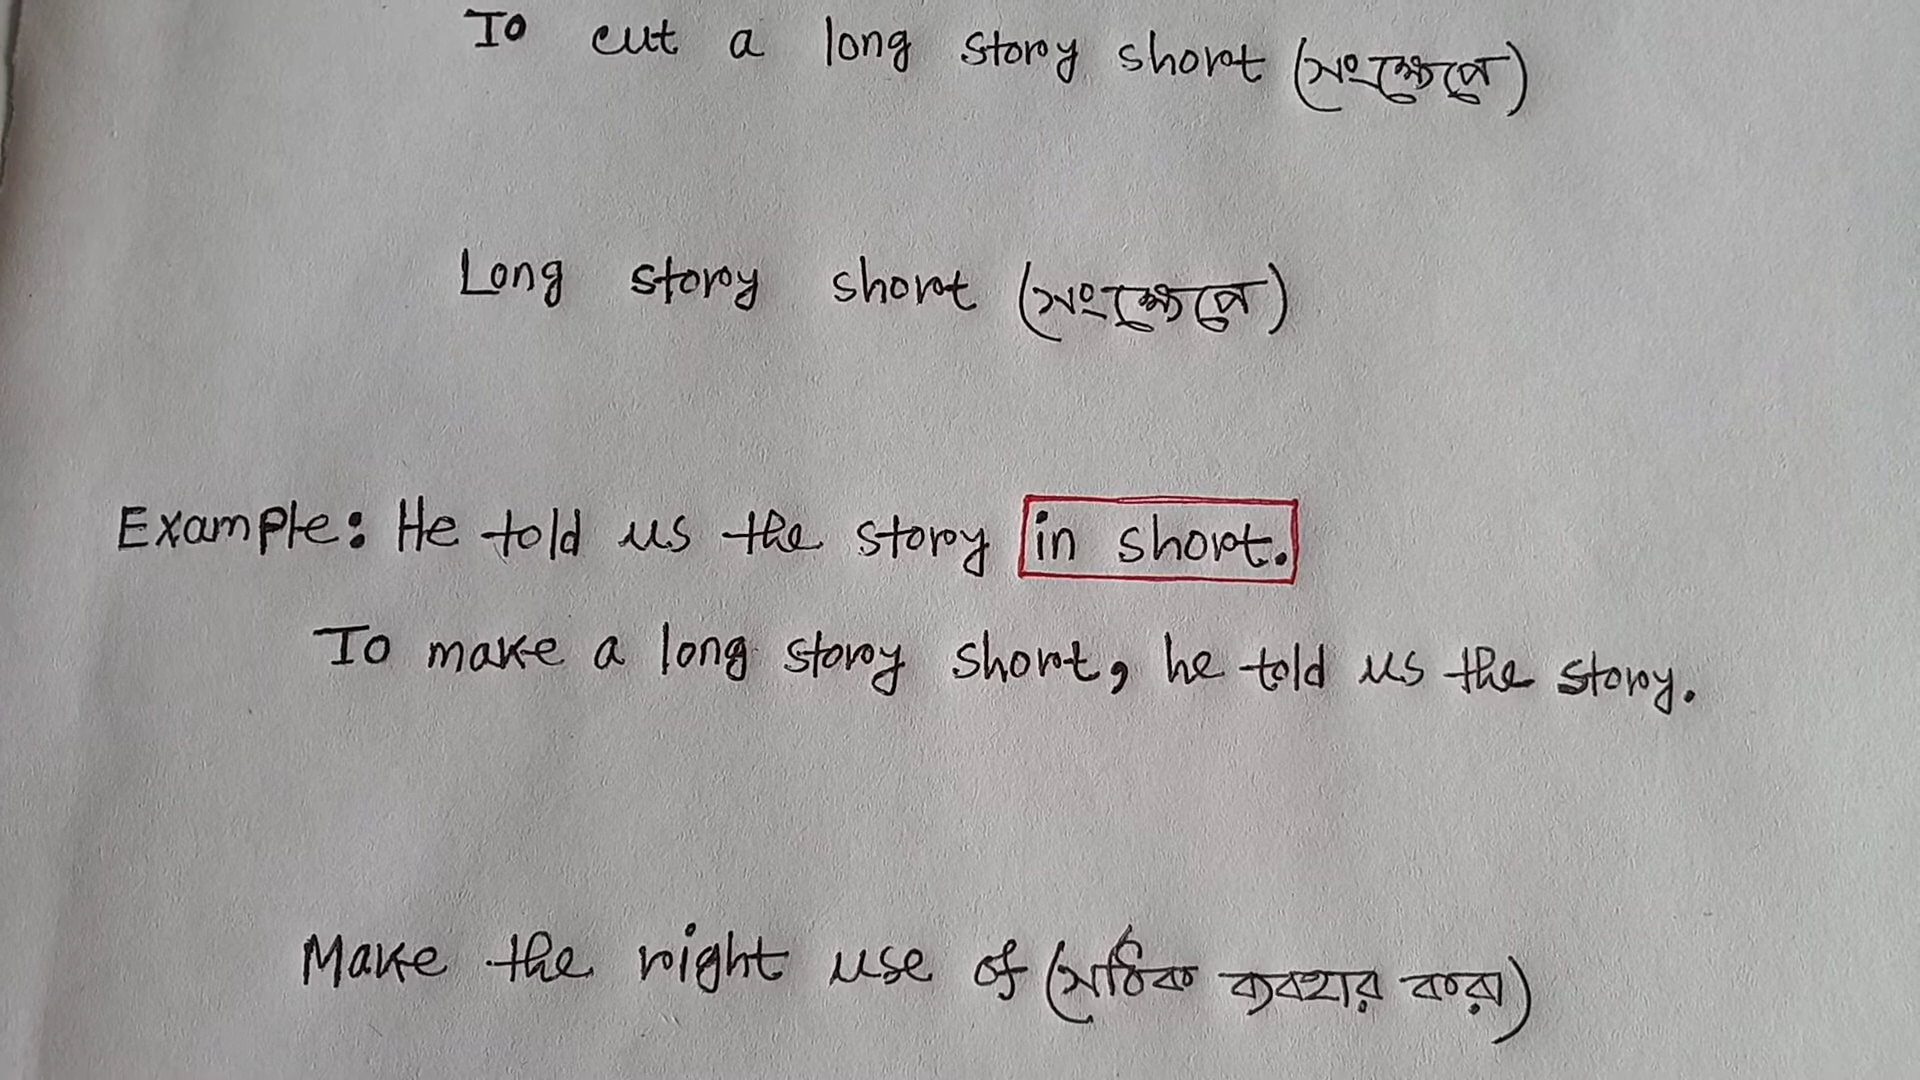 To cut a long story short (সংক্ষেপে)
Long story short (সংক্ষেপে)
Example: He told us the story in short.
To make a long story short, he told us the story.
Make the right use of (সঠিক ব্যবহার করা)